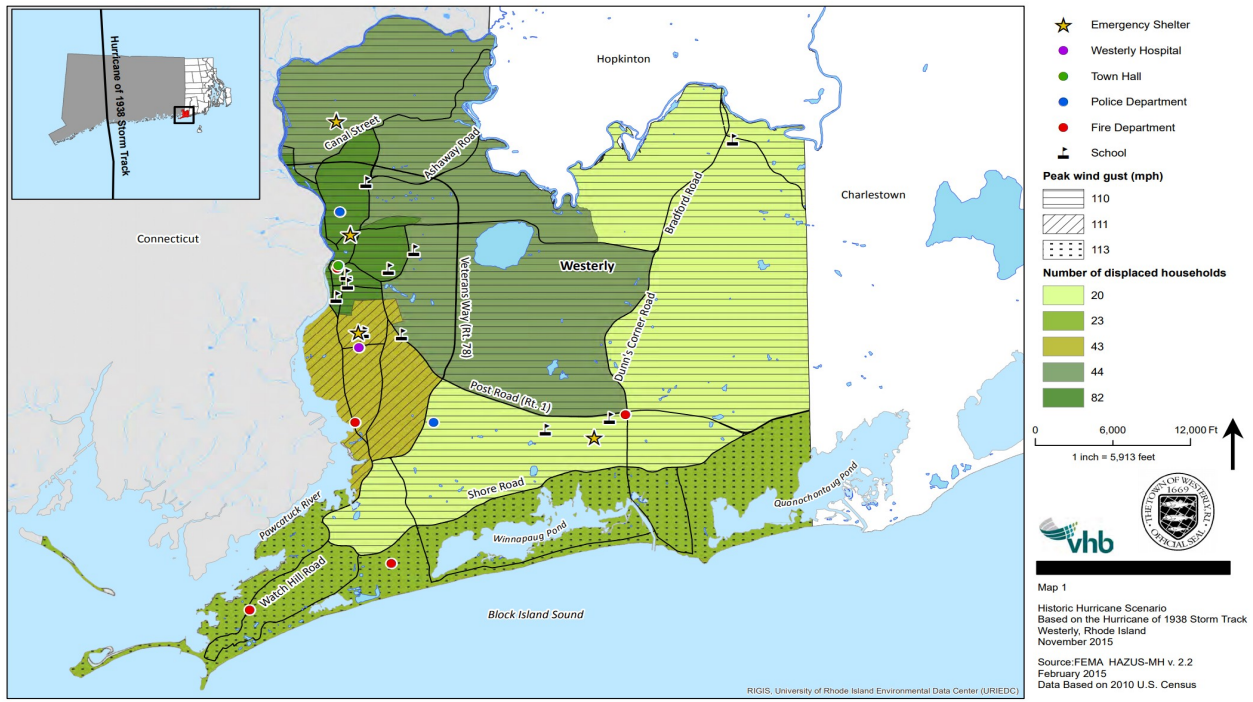 Hurricane of 1938 Storm Track
Hopkinton
Connecticut
Charlestown
Westerly
Canal Street
Ashaway Road
Bradford Road
Veterans Way (Rt. 78)
Dunn's Corner Road
Post Road (Rt. 1)
Shore Road
Pawcatuck River
Winnapaug Pond
Quonochontaug Pond
Watch Hill Road
Block Island Sound
RIGIS, University of Rhode Island Environmental Data Center (URIEDC)
Emergency Shelter
Westerly Hospital
Town Hall
Police Department
Fire Department
School
Peak wind gust (mph)
110
111
113
Number of displaced households
20
23
43
44
82
0 6,000 12,000 Ft
1 inch = 5,913 feet
vhb
THE TOWN OF WESTERLY, R.I.
1669
OFFICIAL SEAL
Map 1
Historic Hurricane Scenario
Based on the Hurricane of 1938 Storm Track
Westerly, Rhode Island
November 2015
Source:FEMA HAZUS-MH v. 2.2
February 2015
Data Based on 2010 U.S. Census